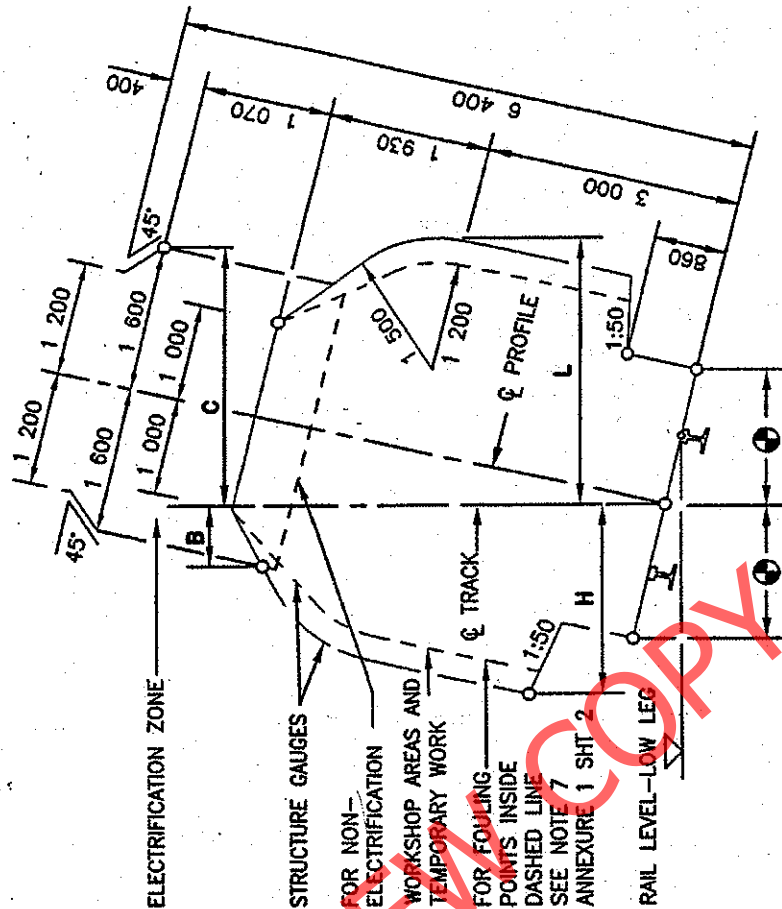 400
6 400
1 070
1 930
3 000
860
45°
1 200
1 600
1 000
1 200
1 600
1 000
45°
C
B
1 500
1 200
℄ PROFILE
L
1:50
℄ TRACK
H
1:50
ELECTRIFICATION ZONE
STRUCTURE GAUGES
FOR NON-
ELECTRIFICATION
WORKSHOP AREAS AND
TEMPORARY WORK
FOR FOULING
POINTS INSIDE
DASHED LINE
SEE NOTE 7
ANNEXURE 1 SHT 2
RAIL LEVEL-LOW LEG
COPY